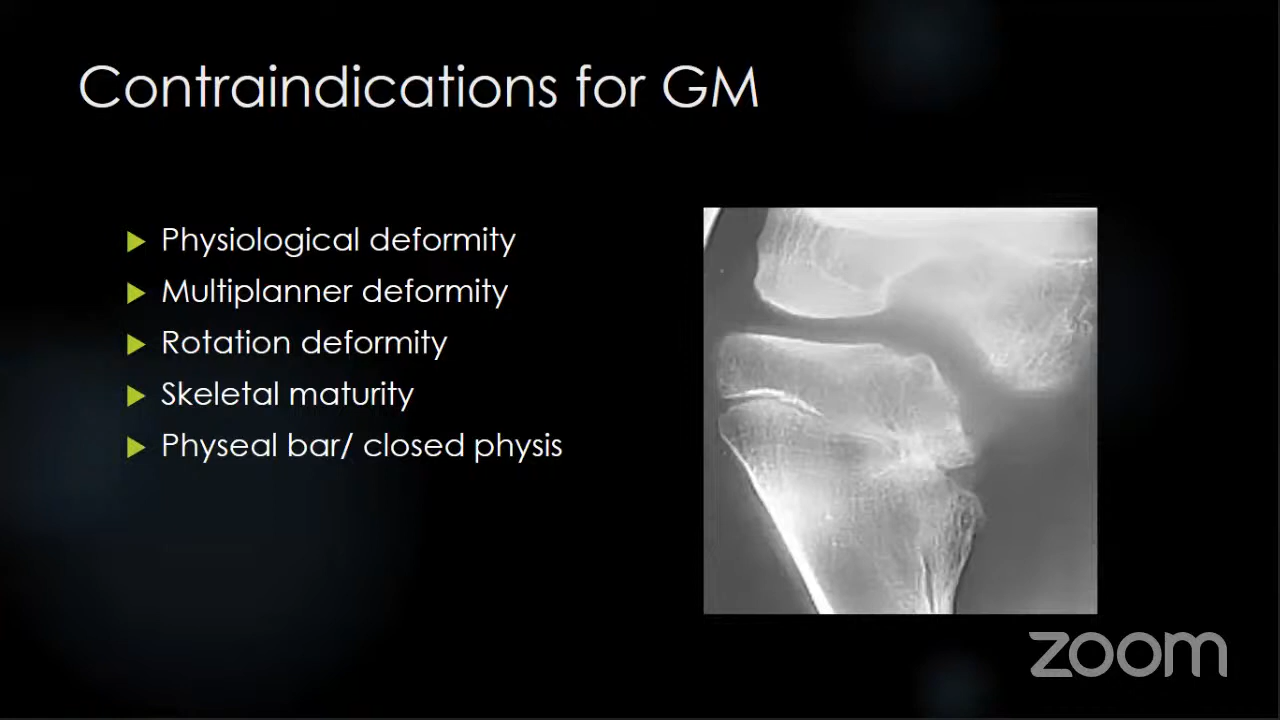 Contraindications for GM
Physiological deformity
Multiplanner deformity
Rotation deformity
Skeletal maturity
Physeal bar/ closed physis
zoom